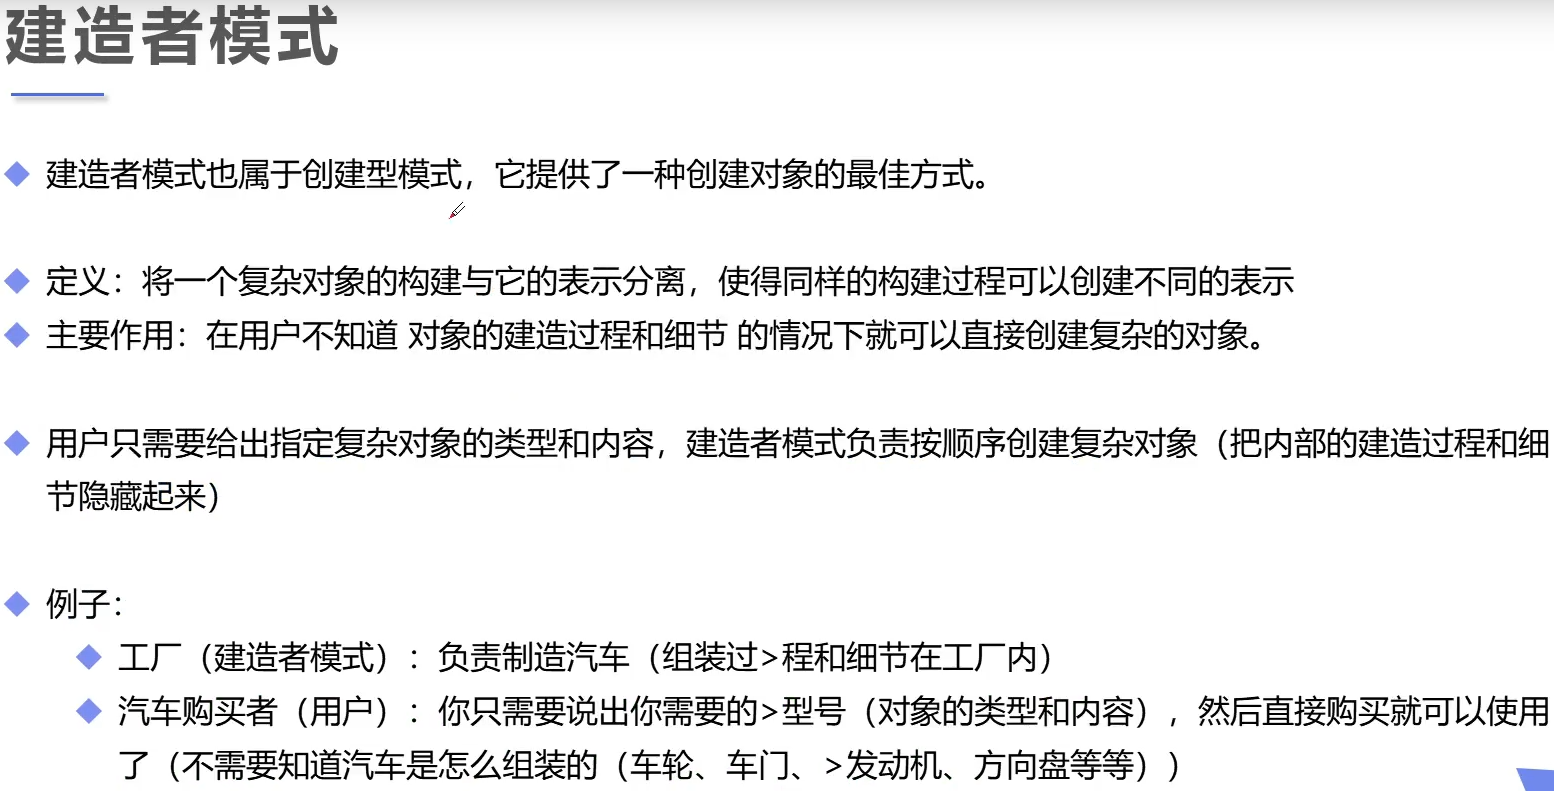 建造者模式
建造者模式也属于创建型模式，它提供了一种创建对象的最佳方式。
定义：将一个复杂对象的构建与它的表示分离，使得同样的构建过程可以创建不同的表示
主要作用：在用户不知道 对象的建造过程和细节 的情况下就可以直接创建复杂的对象。
用户只需要给出指定复杂对象的类型和内容，建造者模式负责按顺序创建复杂对象（把内部的建造过程和细
节隐藏起来）
例子：
工厂（建造者模式）：负责制造汽车（组装过>程和细节在工厂内）
汽车购买者（用户）：你只需要说出你需要的>型号（对象的类型和内容），然后直接购买就可以使用
了（不需要知道汽车是怎么组装的（车轮、车门、>发动机、方向盘等等））